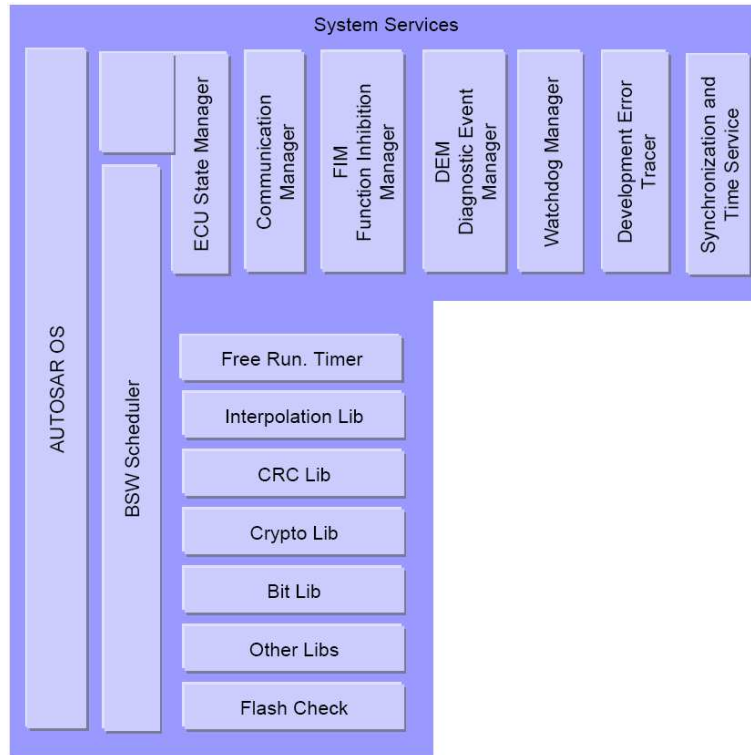 System Services
AUTOSAR OS
BSW Scheduler
ECU State Manager
Communication
Manager
FIM
Function Inhibition
Manager
DEM
Diagnostic Event
Manager
Watchdog Manager
Development Error
Tracer
Synchronization and
Time Service
Free Run. Timer
Interpolation Lib
CRC Lib
Crypto Lib
Bit Lib
Other Libs
Flash Check